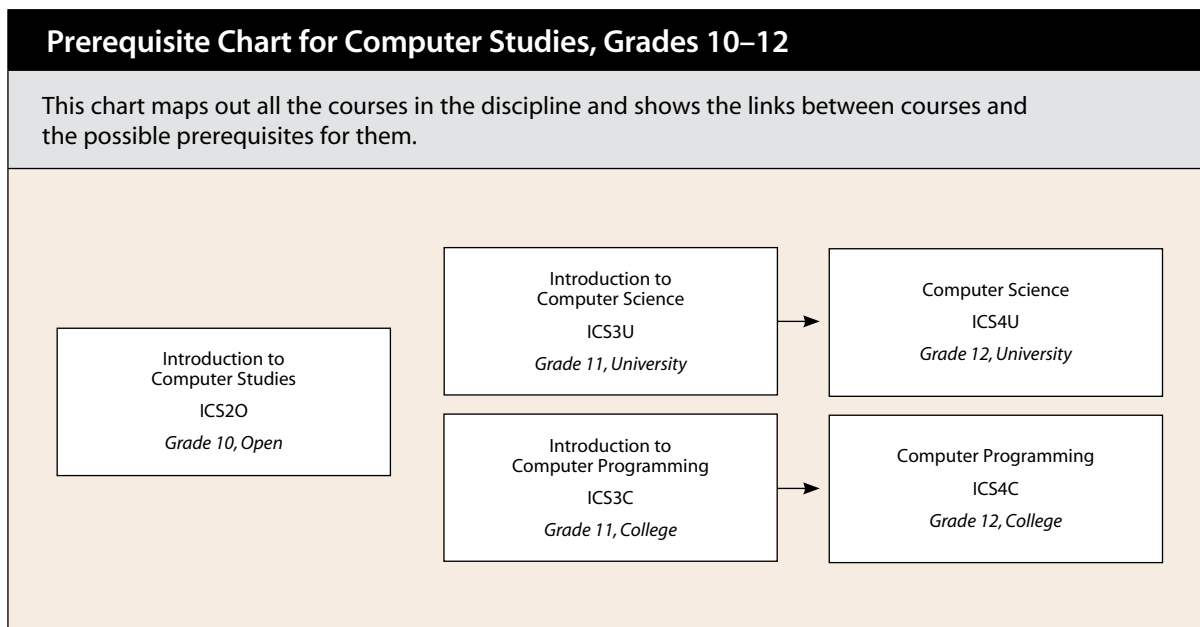 Prerequisite Chart for Computer Studies, Grades 10–12
This chart maps out all the courses in the discipline and shows the links between courses and
the possible prerequisites for them.
Introduction to
Computer Studies
ICS2O
Grade 10, Open
Introduction to
Computer Science
ICS3U
Grade 11, University
Computer Science
ICS4U
Grade 12, University
Introduction to
Computer Programming
ICS3C
Grade 11, College
Computer Programming
ICS4C
Grade 12, College